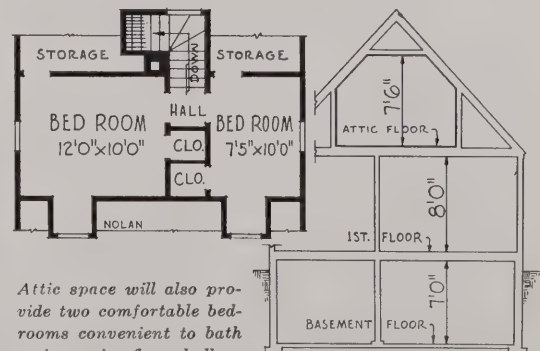 STORAGE
STORAGE
DOWN
HALL
BED ROOM
12'0"x10'0"
BED ROOM
7'5"x10'0"
CLO.
CLO.
NOLAN
7'6"
ATTIC FLOOR
8'0"
1ST. FLOOR
7'0"
BASEMENT FLOOR
Attic space will also pro-
vide two comfortable bed-
rooms convenient to bath